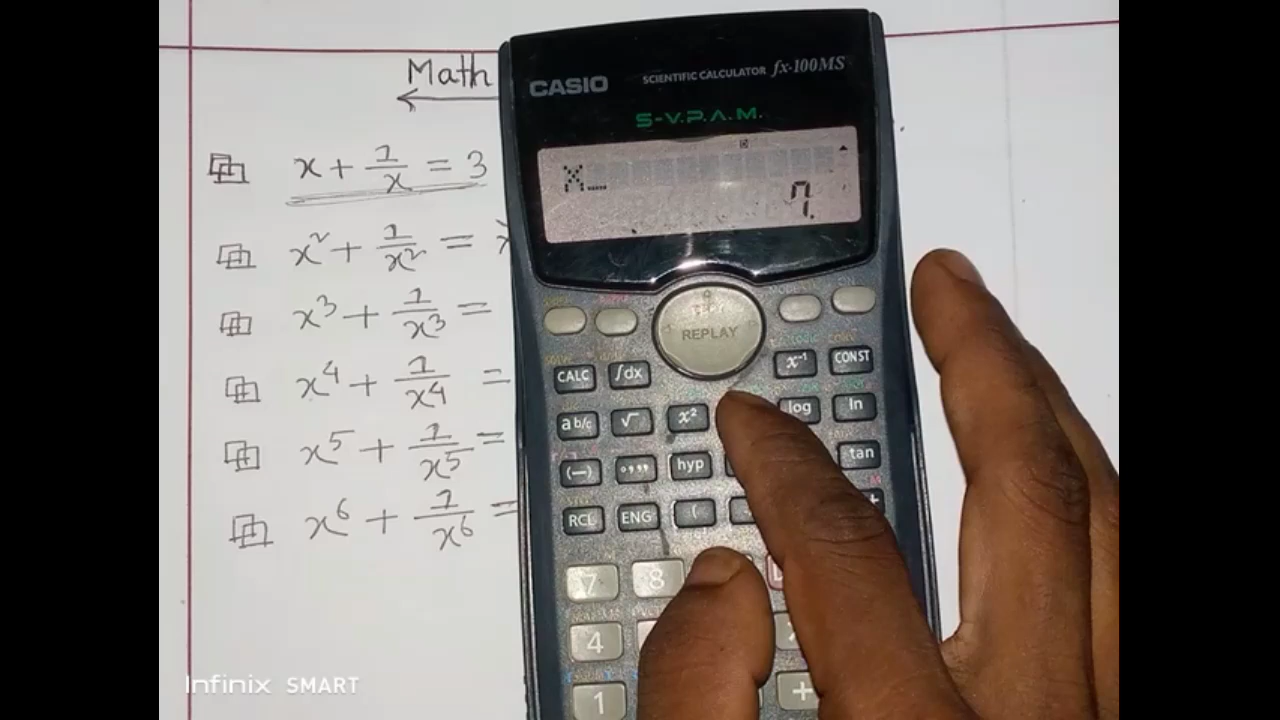 Math
x + 1/x = 3
x² + 1/x² =
x³ + 1/x³ =
x⁴ + 1/x⁴ =
x⁵ + 1/x⁵ =
x⁶ + 1/x⁶ =
CASIO SCIENTIFIC CALCULATOR fx-100MS
S-V.P.A.M.
X
7.
REPLAY
CALC ∫dx x⁻¹ CONST
a b/c √ x² log ln
(−) °,,, hyp tan
RCL ENG (
7 8
4
1 +
Infinix SMART